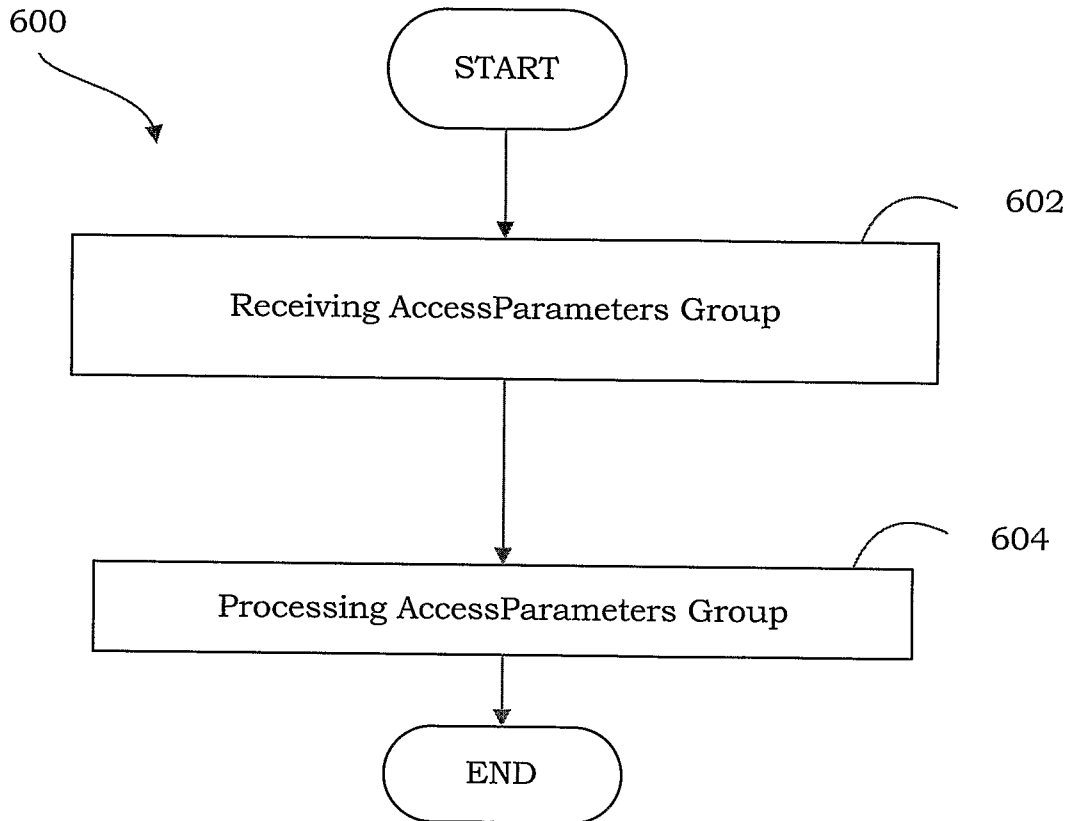 600
START
602
Receiving AccessParameters Group
604
Processing AccessParameters Group
END